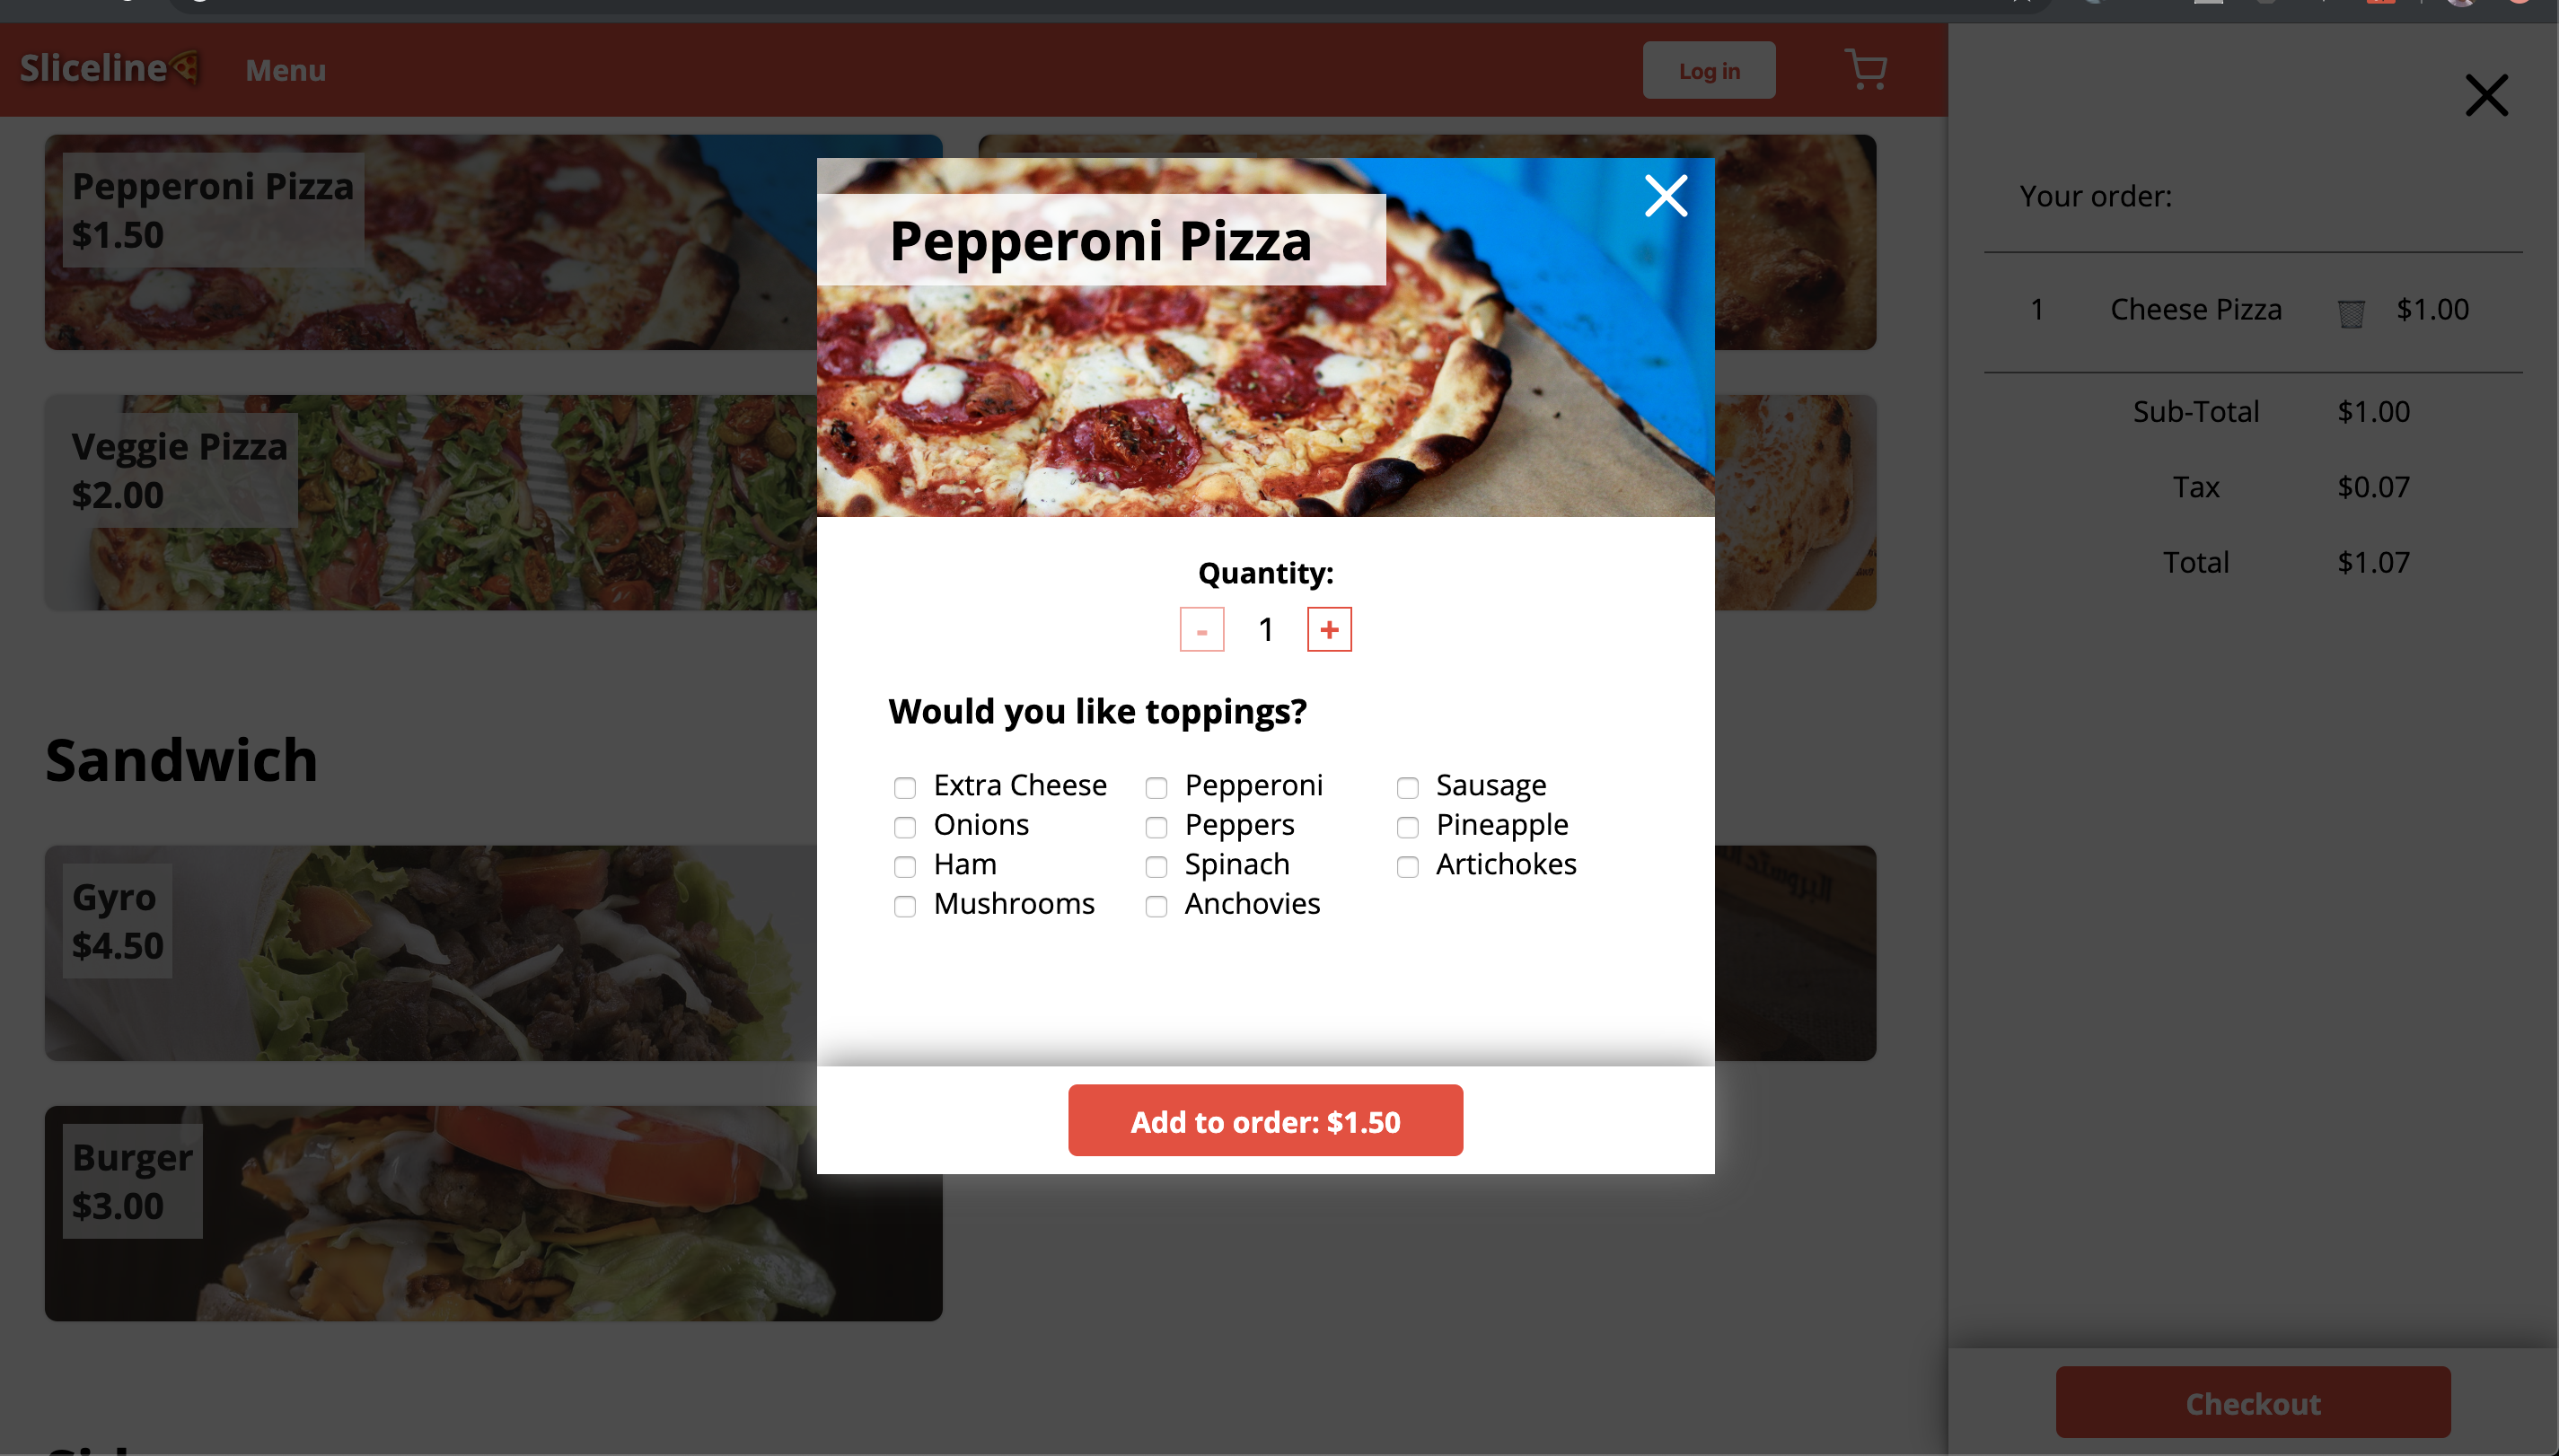 Sliceline
Menu
Log in
Pepperoni Pizza
$1.50
Veggie Pizza
$2.00
Sandwich
Gyro
$4.50
Burger
$3.00
Pepperoni Pizza
Quantity:
- 1 +
Would you like toppings?
Extra Cheese Pepperoni Sausage
Onions Peppers Pineapple
Ham Spinach Artichokes
Mushrooms Anchovies
Add to order: $1.50
Your order:
1 Cheese Pizza $1.00
Sub-Total $1.00
Tax $0.07
Total $1.07
Checkout